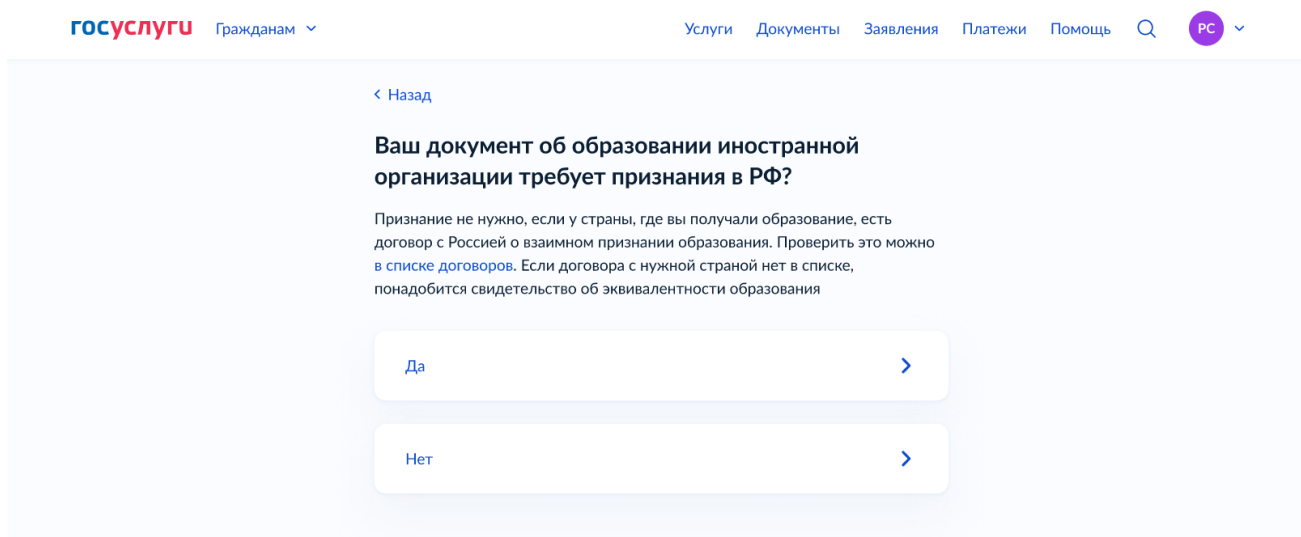 госуслуги Гражданам Услуги Документы Заявления Платежи Помощь РС
Назад
Ваш документ об образовании иностранной
организации требует признания в РФ?
Признание не нужно, если у страны, где вы получали образование, есть
договор с Россией о взаимном признании образования. Проверить это можно
в списке договоров. Если договора с нужной страной нет в списке,
понадобится свидетельство об эквивалентности образования
Да
Нет